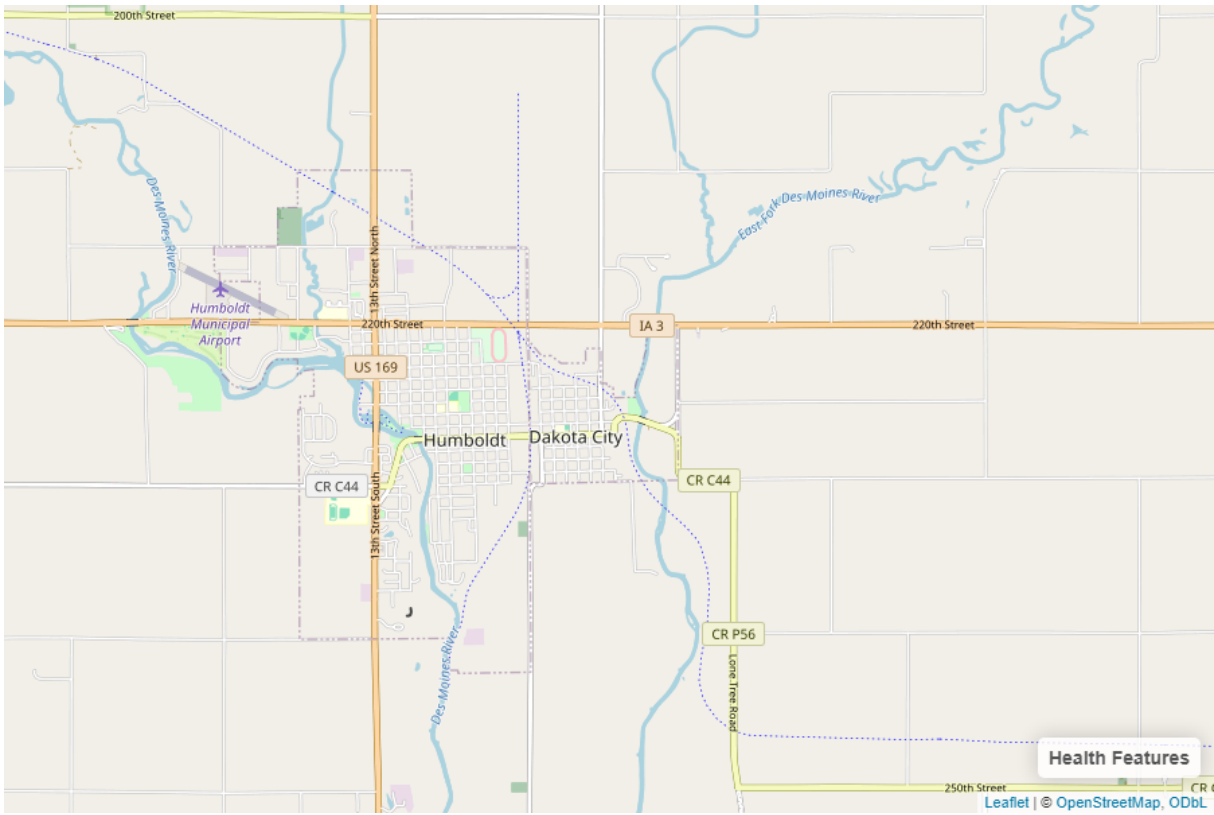 200th Street
Des Moines River
East Fork Des Moines River
13th Street North
Humboldt
Municipal
Airport
220th Street
IA 3
220th Street
US 169
Humboldt
Dakota City
CR C44
CR C44
13th Street South
Des Moines River
CR P56
Lone Tree Road
Health Features
250th Street
CR
Leaflet | © OpenStreetMap, ODbL